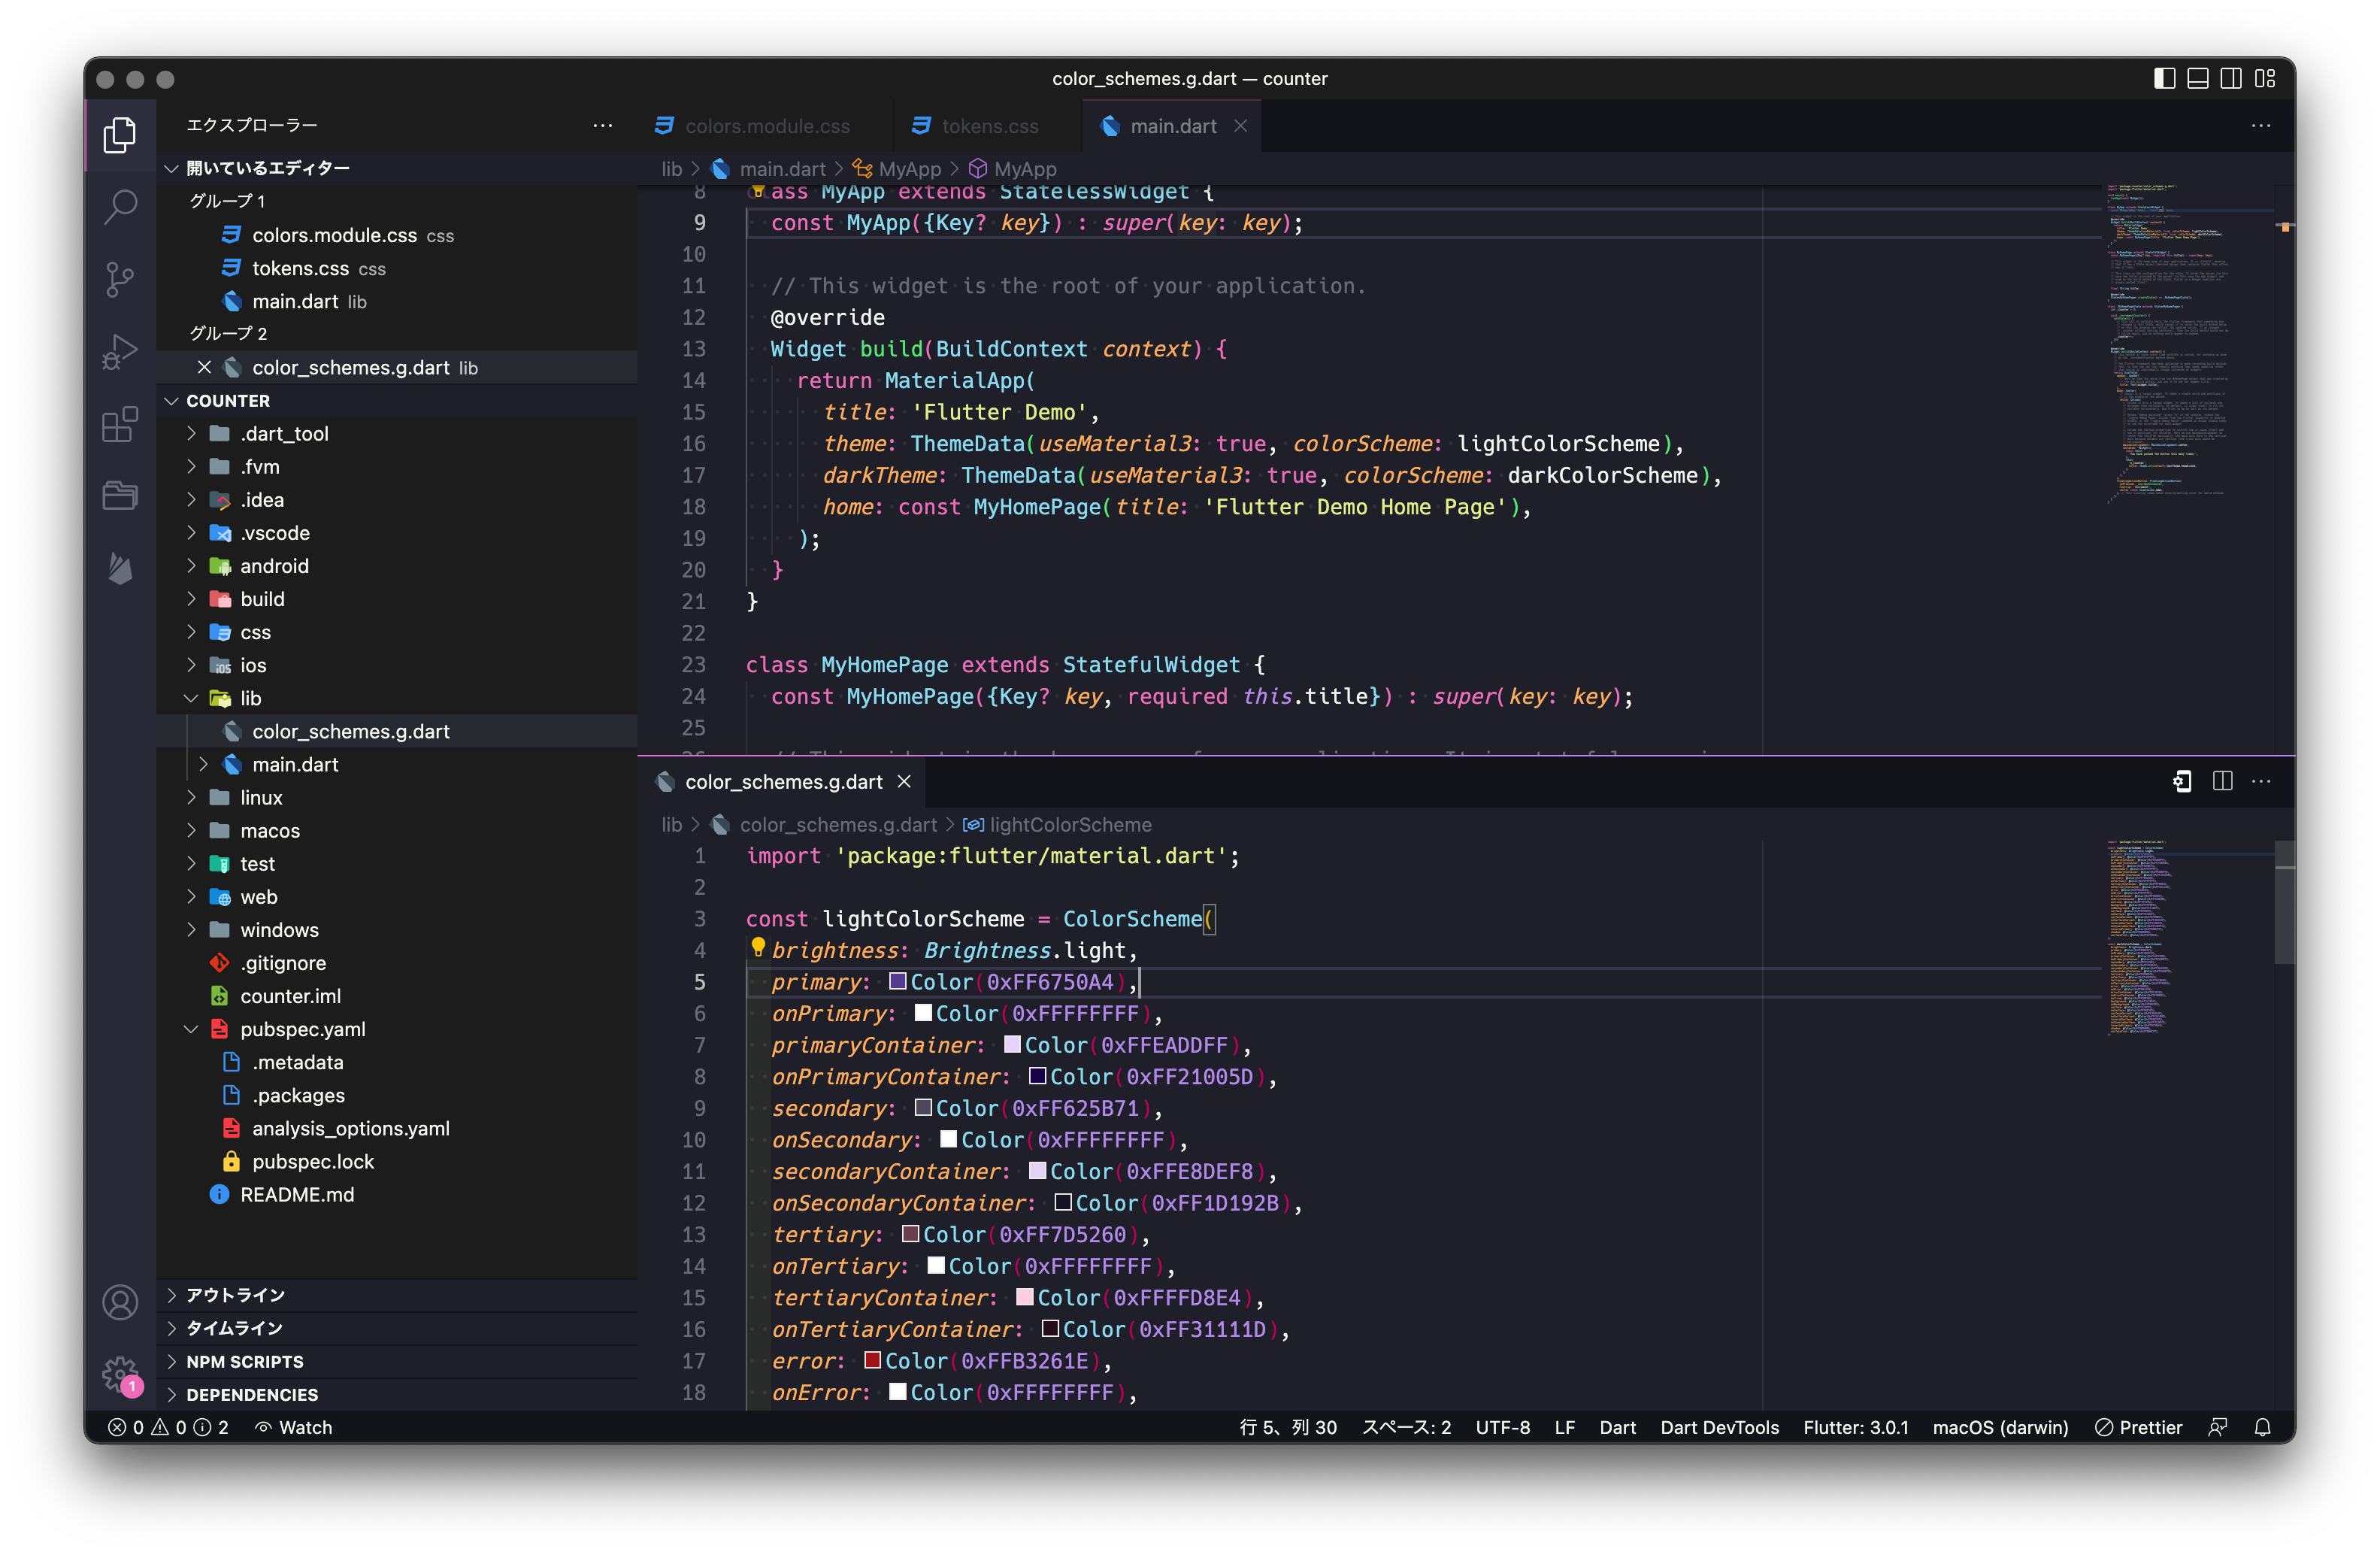 color_schemes.g.dart — counter
エクスプローラー
開いているエディター
グループ 1
colors.module.css css
tokens.css css
main.dart lib
グループ 2
color_schemes.g.dart lib
COUNTER
.dart_tool
.fvm
.idea
.vscode
android
build
css
ios
lib
color_schemes.g.dart
main.dart
linux
macos
test
web
windows
.gitignore
counter.iml
pubspec.yaml
.metadata
.packages
analysis_options.yaml
pubspec.lock
README.md
アウトライン
タイムライン
NPM SCRIPTS
DEPENDENCIES
1
colors.module.css
tokens.css
main.dart
lib > main.dart > MyApp > MyApp
8 class MyApp extends StatelessWidget {
9 const MyApp({Key? key}) : super(key: key);
10
11 // This widget is the root of your application.
12 @override
13 Widget build(BuildContext context) {
14 return MaterialApp(
15 title: 'Flutter Demo',
16 theme: ThemeData(useMaterial3: true, colorScheme: lightColorScheme),
17 darkTheme: ThemeData(useMaterial3: true, colorScheme: darkColorScheme),
18 home: const MyHomePage(title: 'Flutter Demo Home Page'),
19 );
20 }
21 }
22
23 class MyHomePage extends StatefulWidget {
24 const MyHomePage({Key? key, required this.title}) : super(key: key);
25
color_schemes.g.dart
lib > color_schemes.g.dart > lightColorScheme
1 import 'package:flutter/material.dart';
2
3 const lightColorScheme = ColorScheme(
4 brightness: Brightness.light,
5 primary: Color(0xFF6750A4),
6 onPrimary: Color(0xFFFFFFFF),
7 primaryContainer: Color(0xFFEADDFF),
8 onPrimaryContainer: Color(0xFF21005D),
9 secondary: Color(0xFF625B71),
10 onSecondary: Color(0xFFFFFFFF),
11 secondaryContainer: Color(0xFFE8DEF8),
12 onSecondaryContainer: Color(0xFF1D192B),
13 tertiary: Color(0xFF7D5260),
14 onTertiary: Color(0xFFFFFFFF),
15 tertiaryContainer: Color(0xFFFFD8E4),
16 onTertiaryContainer: Color(0xFF31111D),
17 error: Color(0xFFB3261E),
18 onError: Color(0xFFFFFFFF),
0 0 2 Watch
行 5、列 30 スペース: 2 UTF-8 LF Dart Dart DevTools Flutter: 3.0.1 macOS (darwin) Prettier